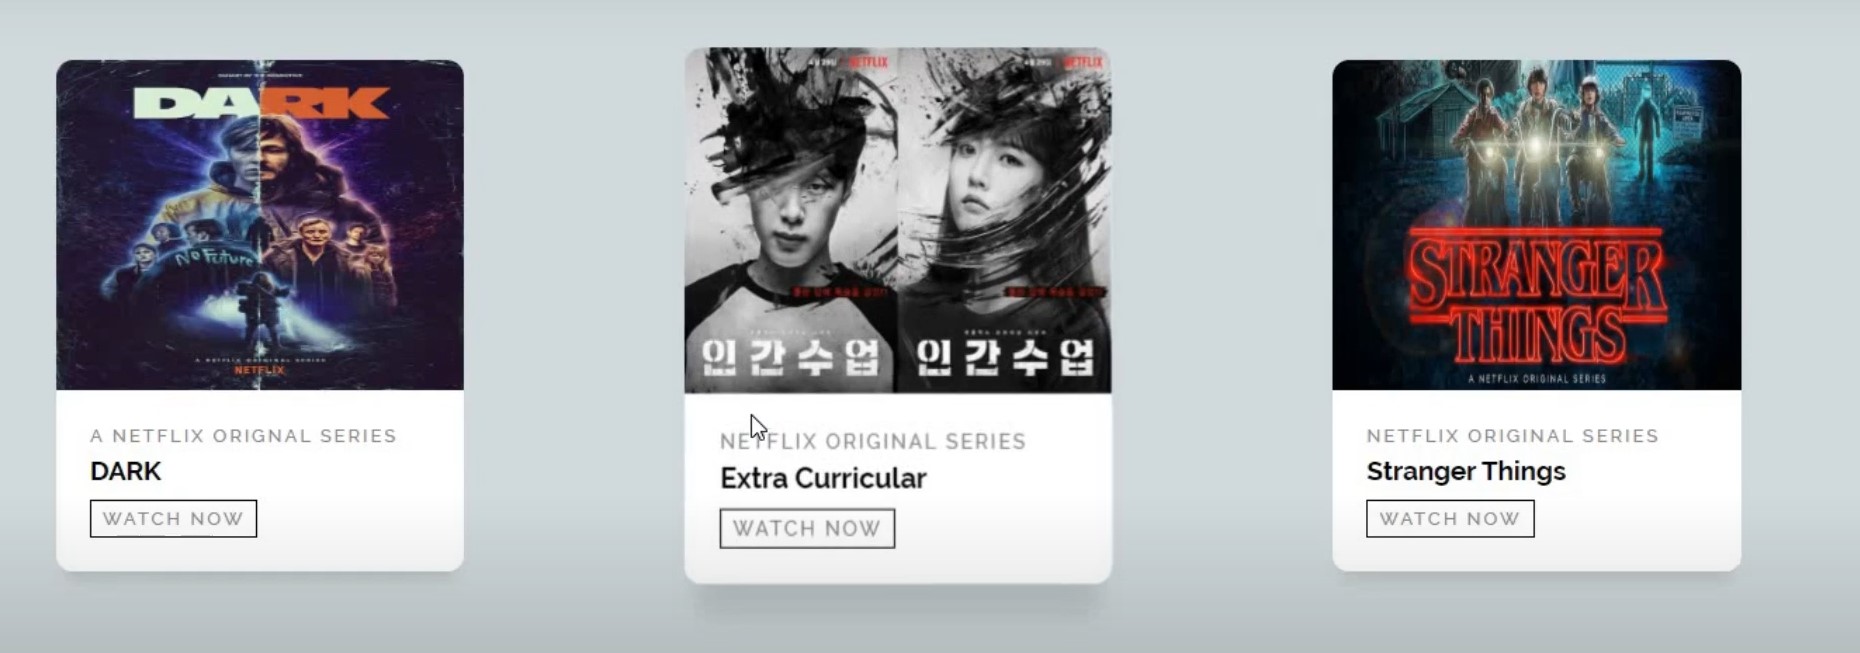 DARK
No Future
A NETFLIX ORIGINAL SERIES
NETFLIX
A NETFLIX ORIGNAL SERIES
DARK
WATCH NOW
NETFLIX
NETFLIX
인간수업
인간수업
NETFLIX ORIGINAL SERIES
Extra Curricular
WATCH NOW
STRANGER
THINGS
A NETFLIX ORIGINAL SERIES
NETFLIX ORIGINAL SERIES
Stranger Things
WATCH NOW